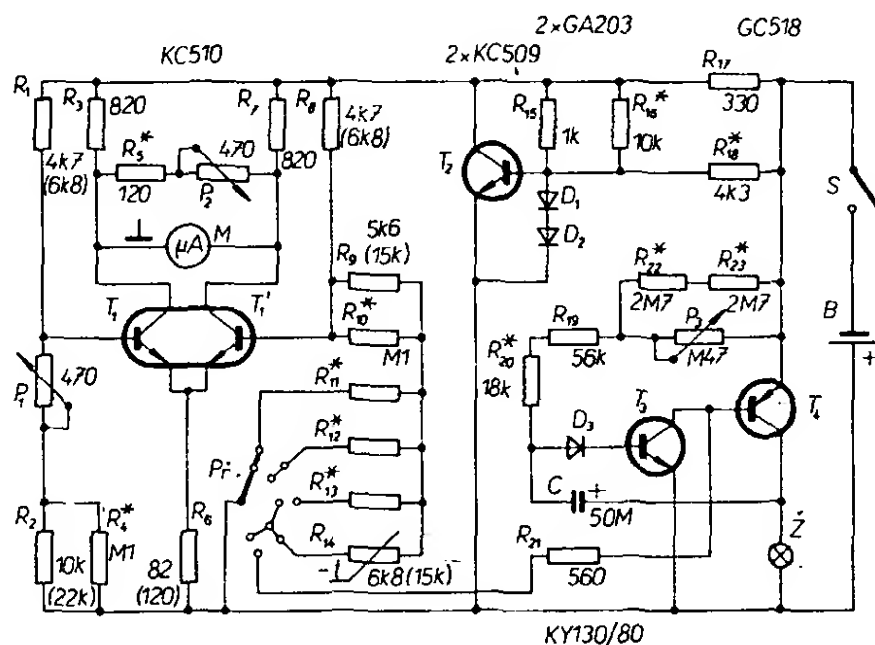 2×GA203 GC518
KC510 2×KC509
R1 R3 820 R7 R8 4k7 (6k8) R15 1k R16* 10k R17 330
4k7 (6k8) R5* 120 P2 470 820 T2 R18* 4k3 S
µA M D1 D2
R9 5k6 (15k) R22* 2M7 R23* 2M7 B +
T1 T1' R10* M1 R19 56k P3 M47
P1 470 R11* R20* 18k T3 T4
Př. R12* D3
R13* C + 50M
R2 10k (22k) R4* M1 R6 82 (120) R14 -t 6k8 (15k) R21 560 Ž
KY130/80